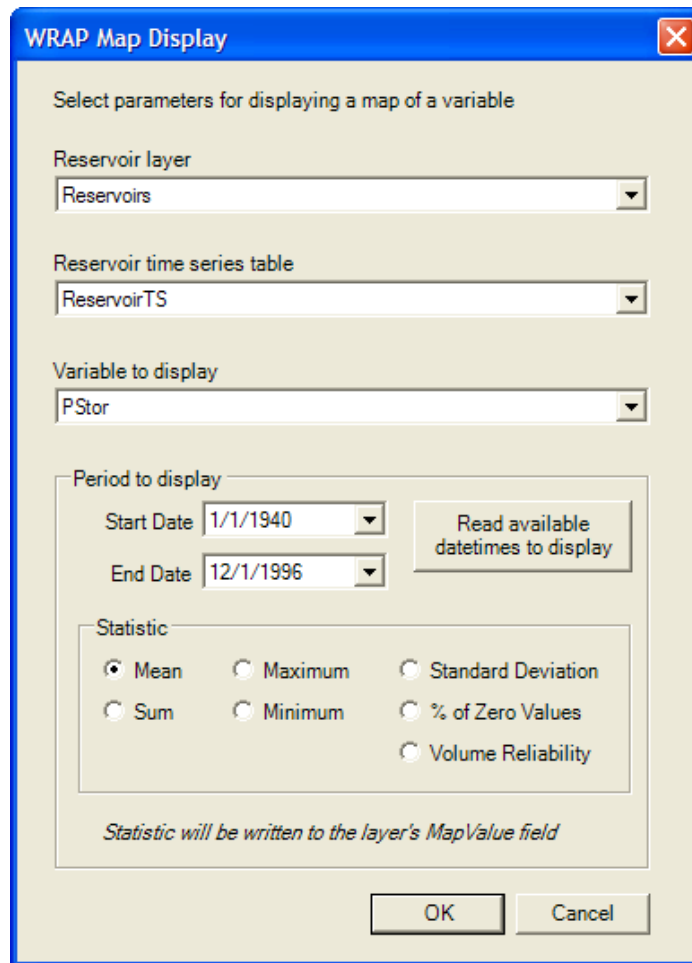 WRAP Map Display
Select parameters for displaying a map of a variable
Reservoir layer
Reservoirs
Reservoir time series table
ReservoirTS
Variable to display
PStor
Period to display
Start Date 1/1/1940
End Date 12/1/1996
Read available
datetimes to display
Statistic
Mean Maximum Standard Deviation
Sum Minimum % of Zero Values
Volume Reliability
Statistic will be written to the layer's MapValue field
OK Cancel